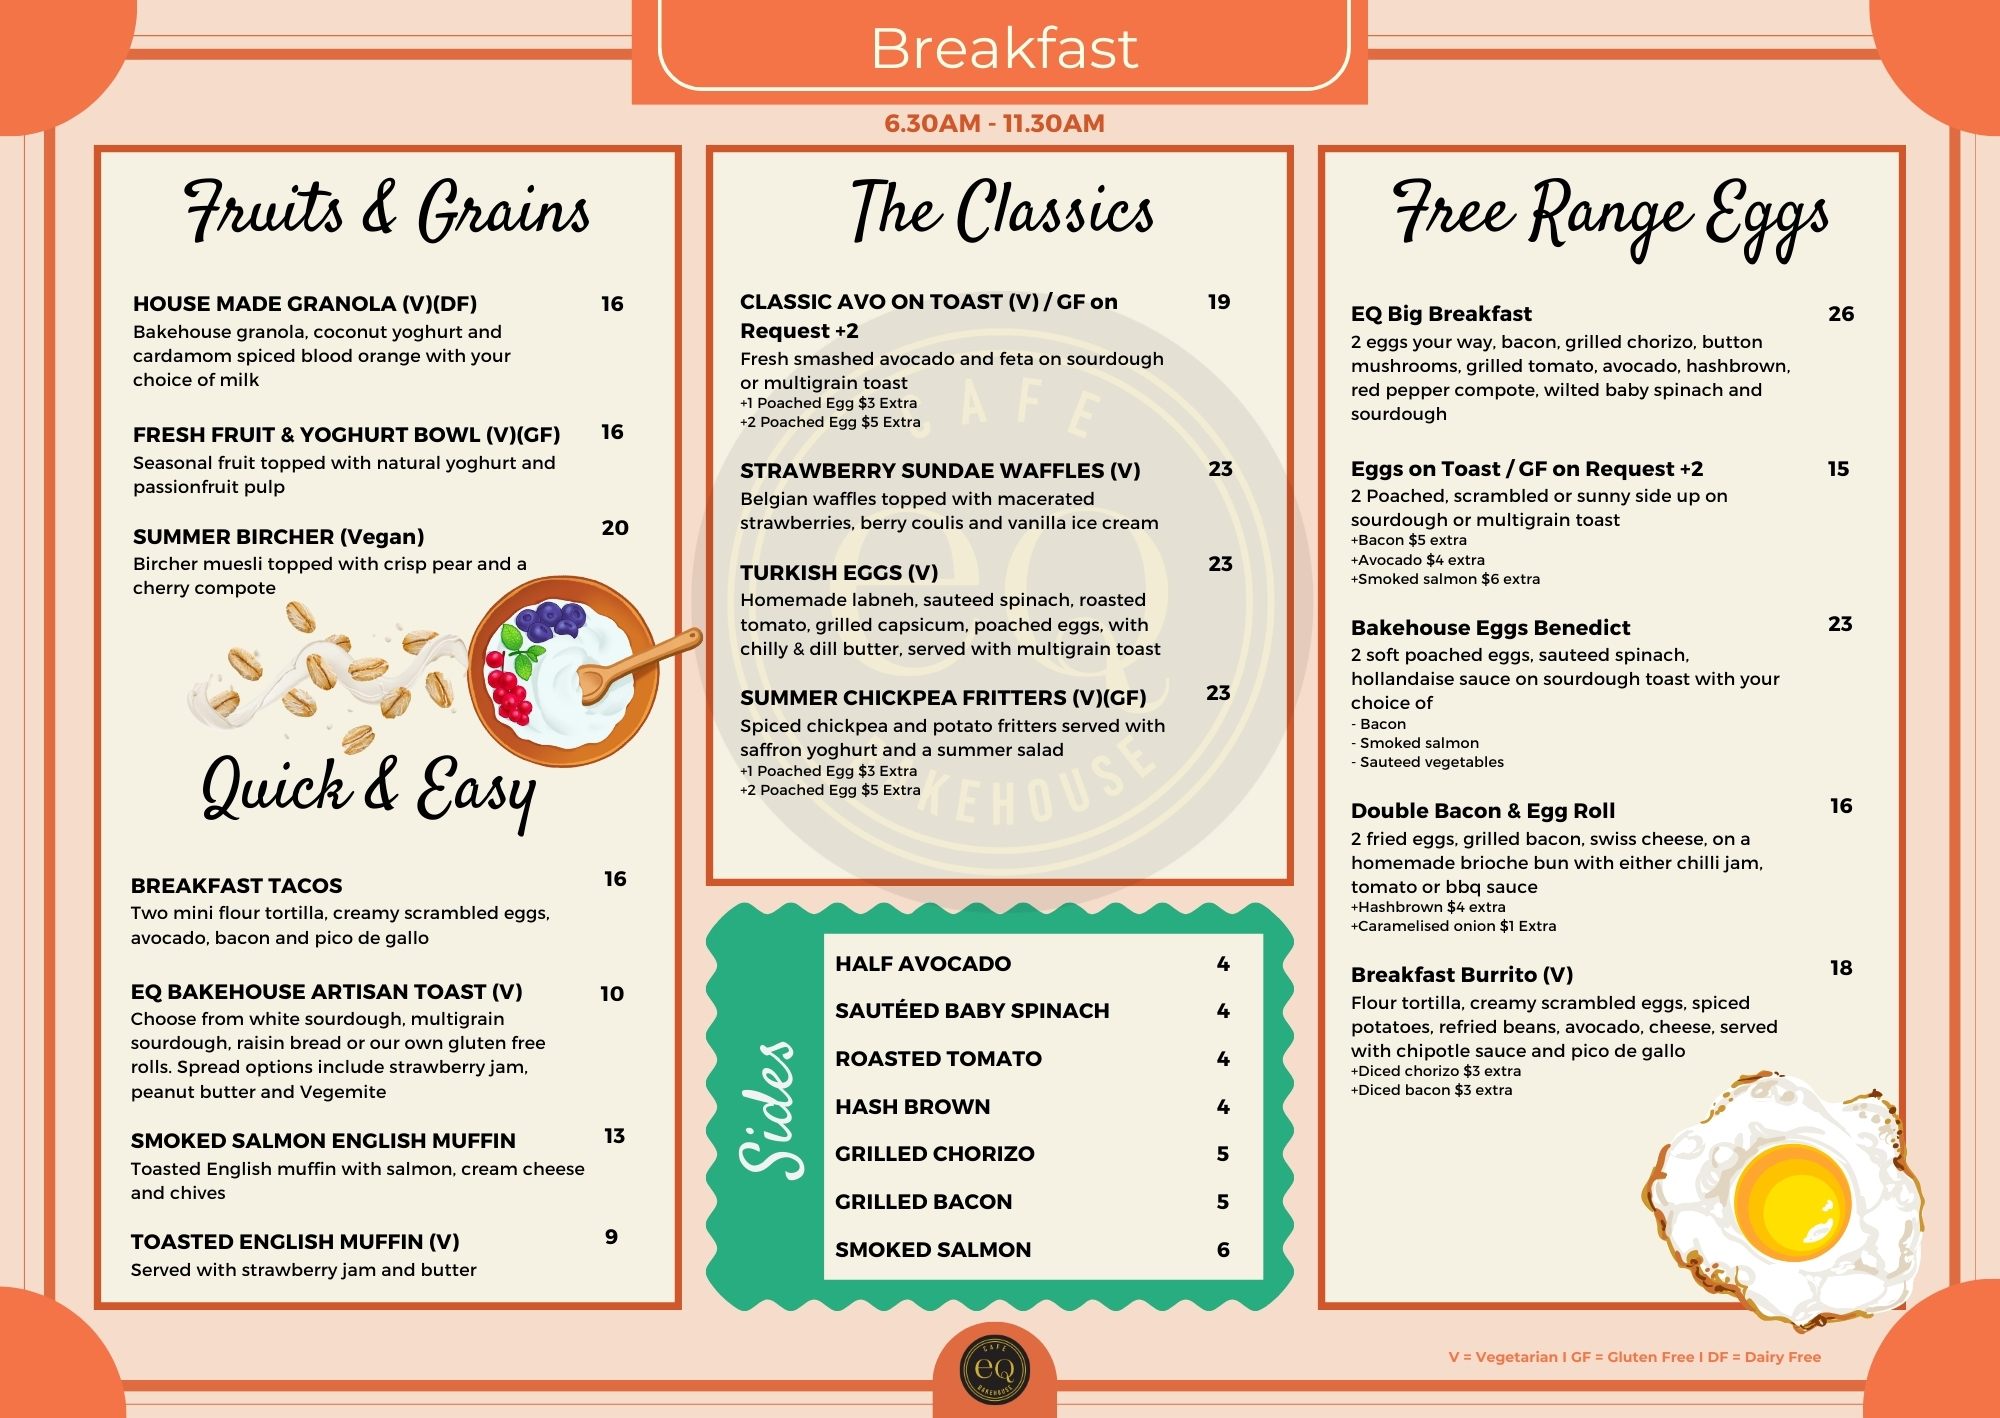 Breakfast
6.30AM - 11.30AM
Fruits & Grains
HOUSE MADE GRANOLA (V)(DF) 16
Bakehouse granola, coconut yoghurt and
cardamom spiced blood orange with your
choice of milk
FRESH FRUIT & YOGHURT BOWL (V)(GF) 16
Seasonal fruit topped with natural yoghurt and
passionfruit pulp
SUMMER BIRCHER (Vegan) 20
Bircher muesli topped with crisp pear and a
cherry compote
Quick & Easy
BREAKFAST TACOS 16
Two mini flour tortilla, creamy scrambled eggs,
avocado, bacon and pico de gallo
EQ BAKEHOUSE ARTISAN TOAST (V) 10
Choose from white sourdough, multigrain
sourdough, raisin bread or our own gluten free
rolls. Spread options include strawberry jam,
peanut butter and Vegemite
SMOKED SALMON ENGLISH MUFFIN 13
Toasted English muffin with salmon, cream cheese
and chives
TOASTED ENGLISH MUFFIN (V) 9
Served with strawberry jam and butter
The Classics
CLASSIC AVO ON TOAST (V) / GF on 19
Request +2
Fresh smashed avocado and feta on sourdough
or multigrain toast
+1 Poached Egg $3 Extra
+2 Poached Egg $5 Extra
STRAWBERRY SUNDAE WAFFLES (V) 23
Belgian waffles topped with macerated
strawberries, berry coulis and vanilla ice cream
TURKISH EGGS (V) 23
Homemade labneh, sauteed spinach, roasted
tomato, grilled capsicum, poached eggs, with
chilly & dill butter, served with multigrain toast
SUMMER CHICKPEA FRITTERS (V)(GF) 23
Spiced chickpea and potato fritters served with
saffron yoghurt and a summer salad
+1 Poached Egg $3 Extra
+2 Poached Egg $5 Extra
CAFE
eQ
BAKEHOUSE
Sides
HALF AVOCADO 4
SAUTÉED BABY SPINACH 4
ROASTED TOMATO 4
HASH BROWN 4
GRILLED CHORIZO 5
GRILLED BACON 5
SMOKED SALMON 6
Free Range Eggs
EQ Big Breakfast 26
2 eggs your way, bacon, grilled chorizo, button
mushrooms, grilled tomato, avocado, hashbrown,
red pepper compote, wilted baby spinach and
sourdough
Eggs on Toast / GF on Request +2 15
2 Poached, scrambled or sunny side up on
sourdough or multigrain toast
+Bacon $5 extra
+Avocado $4 extra
+Smoked salmon $6 extra
Bakehouse Eggs Benedict 23
2 soft poached eggs, sauteed spinach,
hollandaise sauce on sourdough toast with your
choice of
- Bacon
- Smoked salmon
- Sauteed vegetables
Double Bacon & Egg Roll 16
2 fried eggs, grilled bacon, swiss cheese, on a
homemade brioche bun with either chilli jam,
tomato or bbq sauce
+Hashbrown $4 extra
+Caramelised onion $1 Extra
Breakfast Burrito (V) 18
Flour tortilla, creamy scrambled eggs, spiced
potatoes, refried beans, avocado, cheese, served
with chipotle sauce and pico de gallo
+Diced chorizo $3 extra
+Diced bacon $3 extra
V = Vegetarian I GF = Gluten Free I DF = Dairy Free
CAFE
eQ
BAKEHOUSE